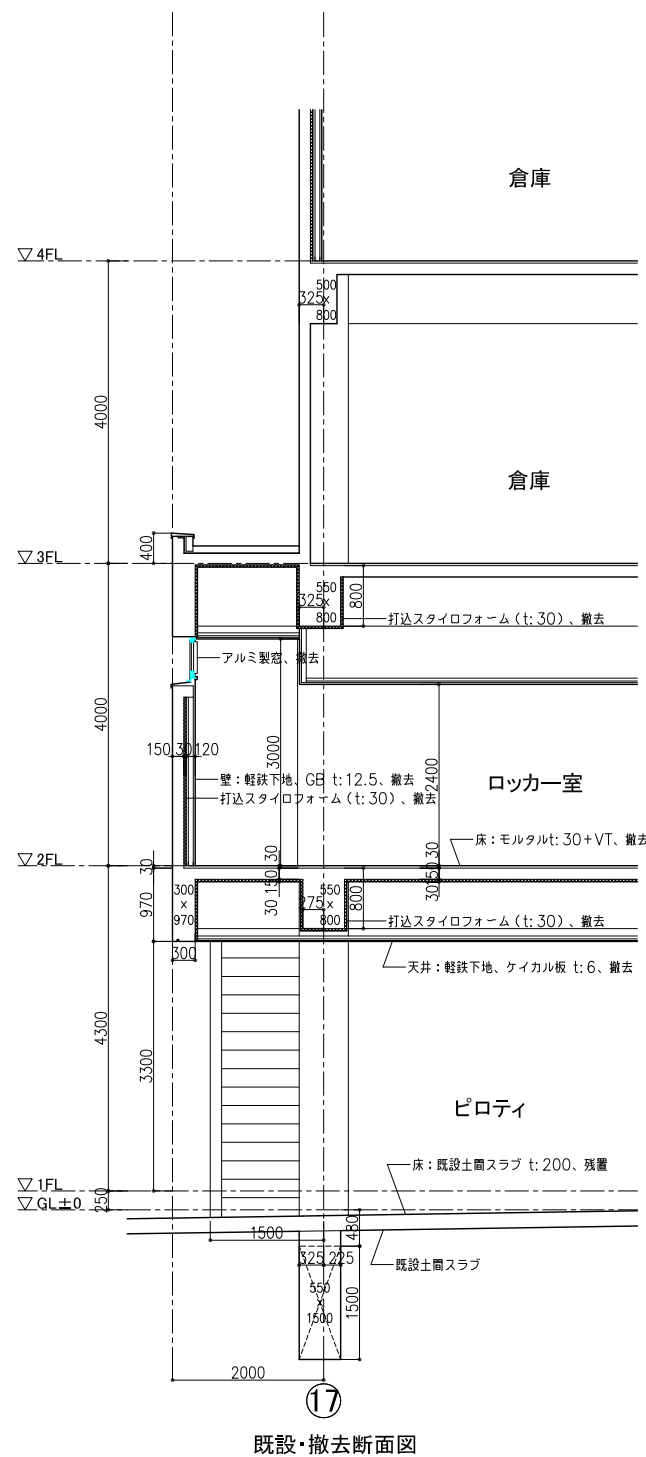 倉庫
▽4FL
500
325x
800
4000
倉庫
400
▽3FL
550
325x
800
800
打込スタイロフォーム(t:30)、撤去
アルミ製窓、撤去
4000
150 30 120
3000
2400
壁:軽鉄下地、GB t:12.5、撤去
打込スタイロフォーム(t:30)、撤去
ロッカー室
床:モルタルt:30+VT、撤去
▽2FL
30
30 150 30
30 150 30
970
300
x
970
550
275x
800
800
打込スタイロフォーム(t:30)、撤去
300
天井:軽鉄下地、ケイカル板 t:6、撤去
4300
3300
ピロティ
床:既設土間スラブ t:200、残置
▽1FL
▽GL±0
250
1500
480
既設土間スラブ
325 225
550
x
1500
1500
2000
17
既設・撤去断面図